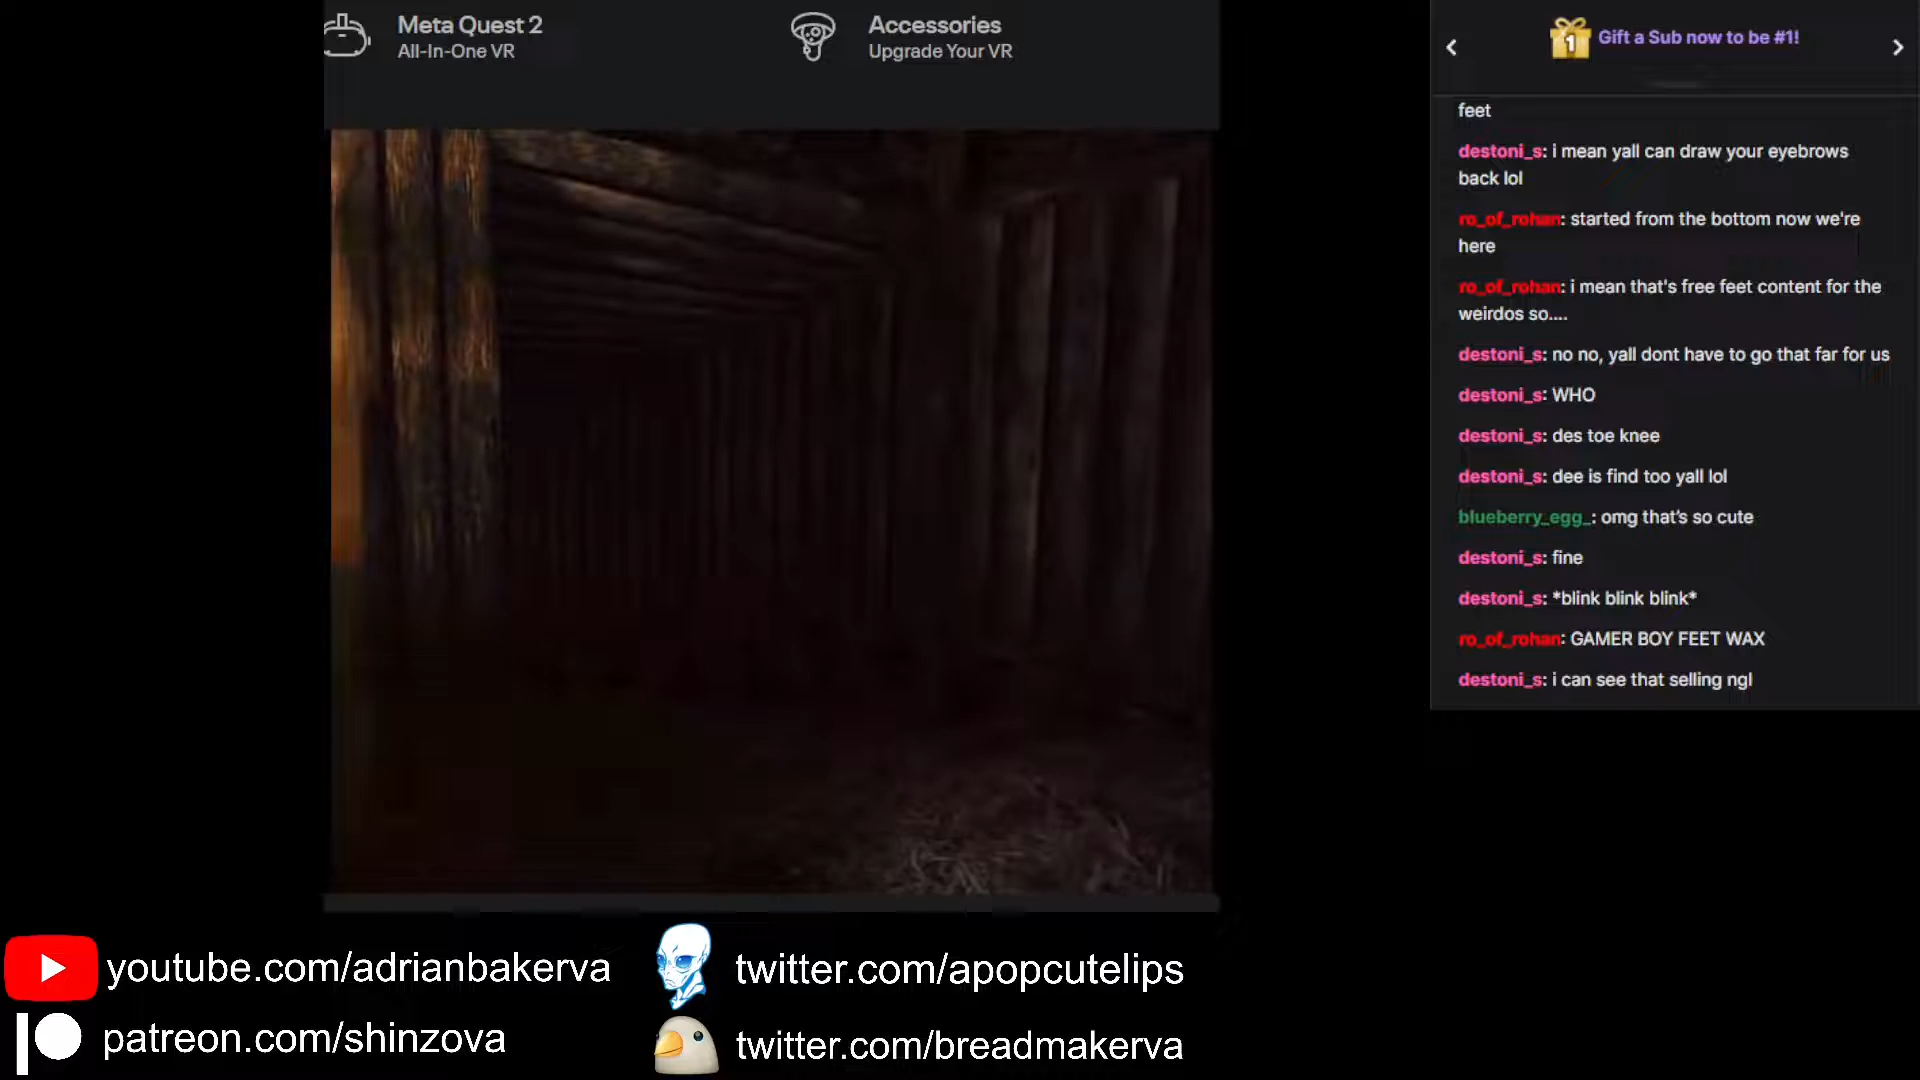 Meta Quest 2
All-In-One VR
Accessories
Upgrade Your VR
1
Gift a Sub now to be #1!
feet
destoni_s: i mean yall can draw your eyebrows
back lol
ro_of_rohan: started from the bottom now we're
here
ro_of_rohan: i mean that's free feet content for the
weirdos so....
destoni_s: no no, yall dont have to go that far for us
destoni_s: WHO
destoni_s: des toe knee
destoni_s: dee is find too yall lol
blueberry_egg_: omg that's so cute
destoni_s: fine
destoni_s: *blink blink blink*
ro_of_rohan: GAMER BOY FEET WAX
destoni_s: i can see that selling ngl
youtube.com/adrianbakerva
twitter.com/apopcutelips
patreon.com/shinzova
twitter.com/breadmakerva